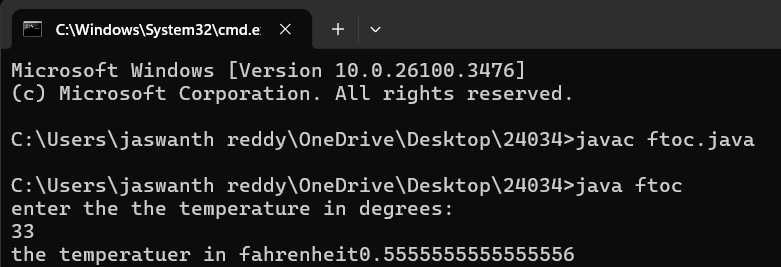 C:\Windows\System32\cmd.e
Microsoft Windows [Version 10.0.26100.3476]
(c) Microsoft Corporation. All rights reserved.
C:\Users\jaswanth reddy\OneDrive\Desktop\24034>javac ftoc.java
C:\Users\jaswanth reddy\OneDrive\Desktop\24034>java ftoc
enter the the temperature in degrees:
33
the temperatuer in fahrenheit0.5555555555555556